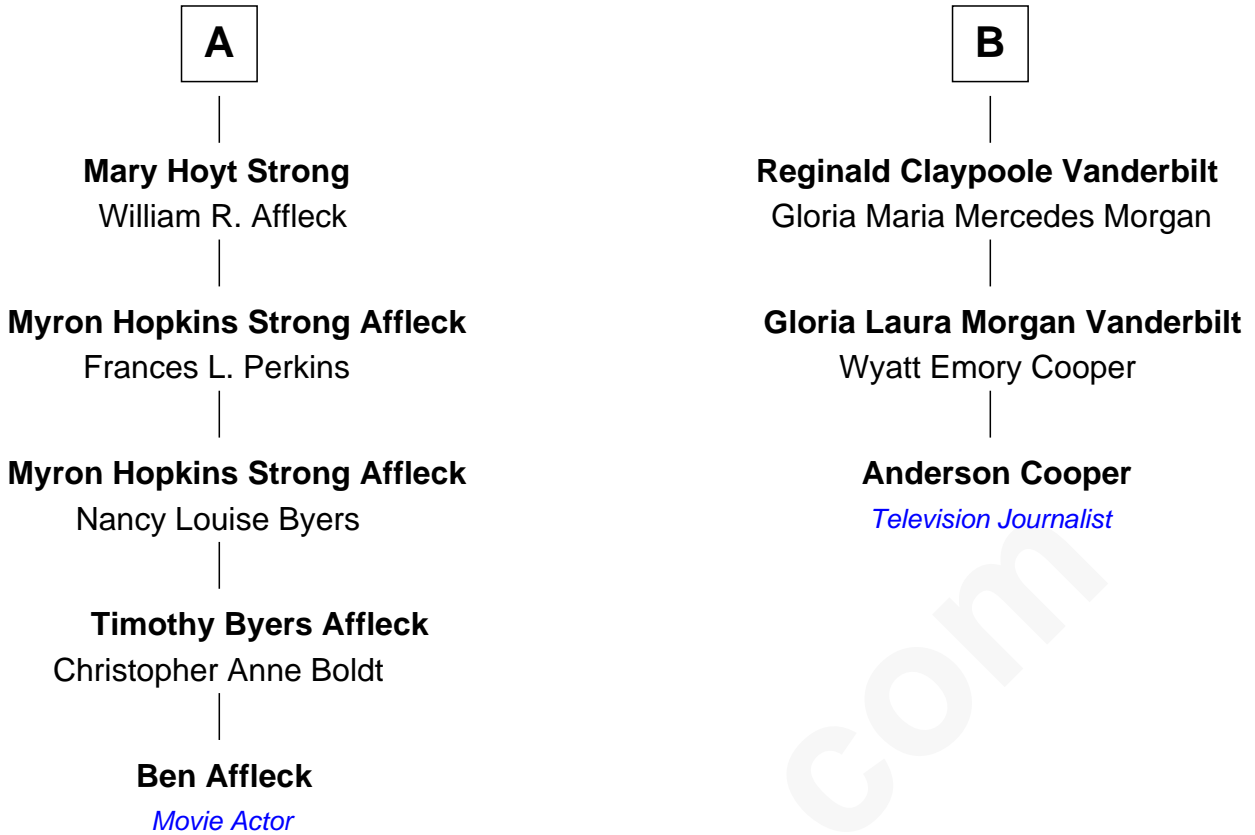 A
Mary Hoyt Strong
William R. Affleck
Myron Hopkins Strong Affleck
Frances L. Perkins
Myron Hopkins Strong Affleck
Nancy Louise Byers
Timothy Byers Affleck
Christopher Anne Boldt
Ben Affleck
Movie Actor
B
Reginald Claypoole Vanderbilt
Gloria Maria Mercedes Morgan
Gloria Laura Morgan Vanderbilt
Wyatt Emory Cooper
Anderson Cooper
Television Journalist
com